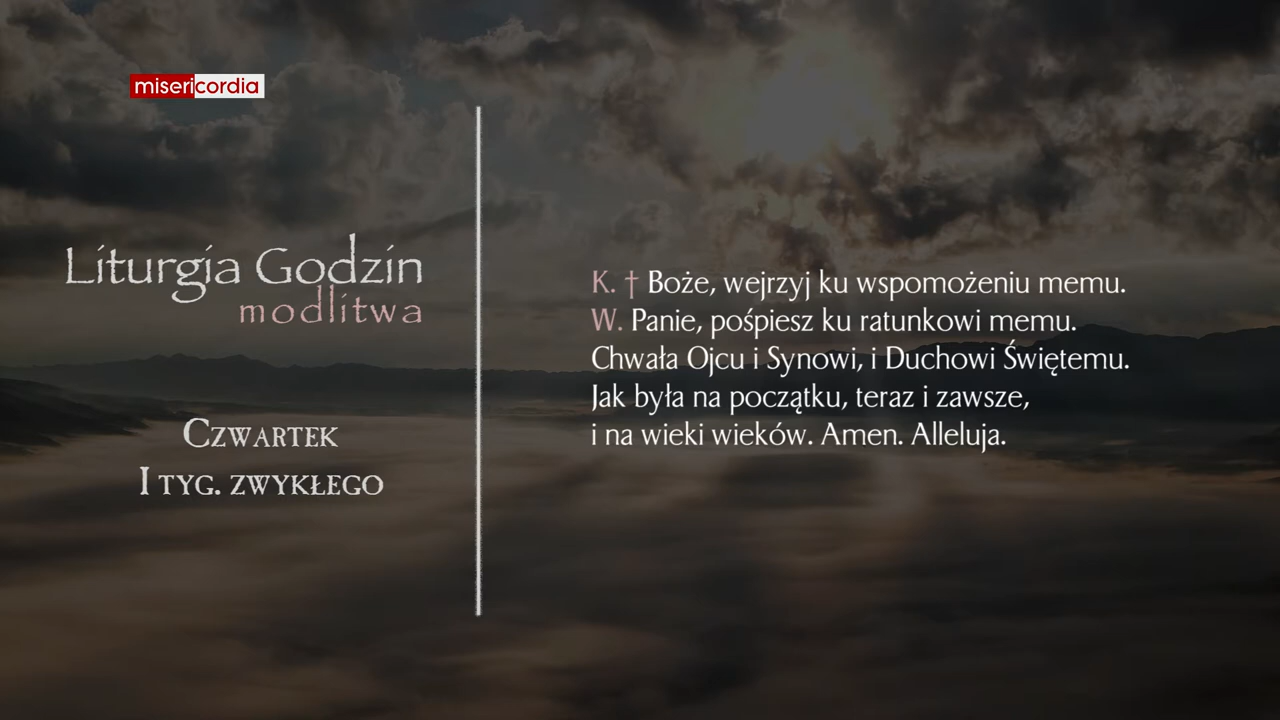 misericordia
Liturgia Godzin
modlitwa
Czwartek
I tyg. zwykłego
K. † Boże, wejrzyj ku wspomożeniu memu.
W. Panie, pośpiesz ku ratunkowi memu.
Chwała Ojcu i Synowi, i Duchowi Świętemu.
Jak była na początku, teraz i zawsze,
i na wieki wieków. Amen. Alleluja.